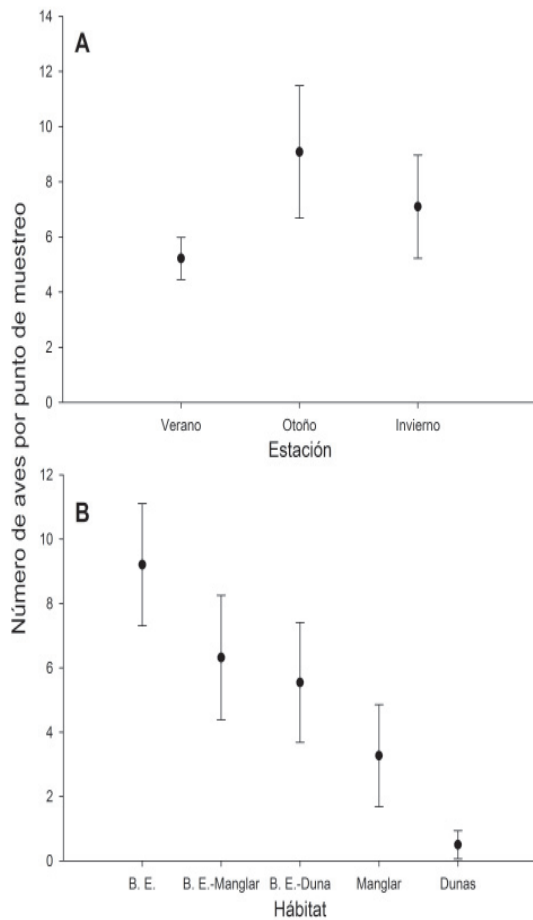 Número de aves por punto de muestreo
A
14
12
10
8
6
4
2
0
Verano Otoño Invierno
Estación
B
12
10
8
6
4
2
0
B. E. B. E.-Manglar B. E.-Duna Manglar Dunas
Hábitat